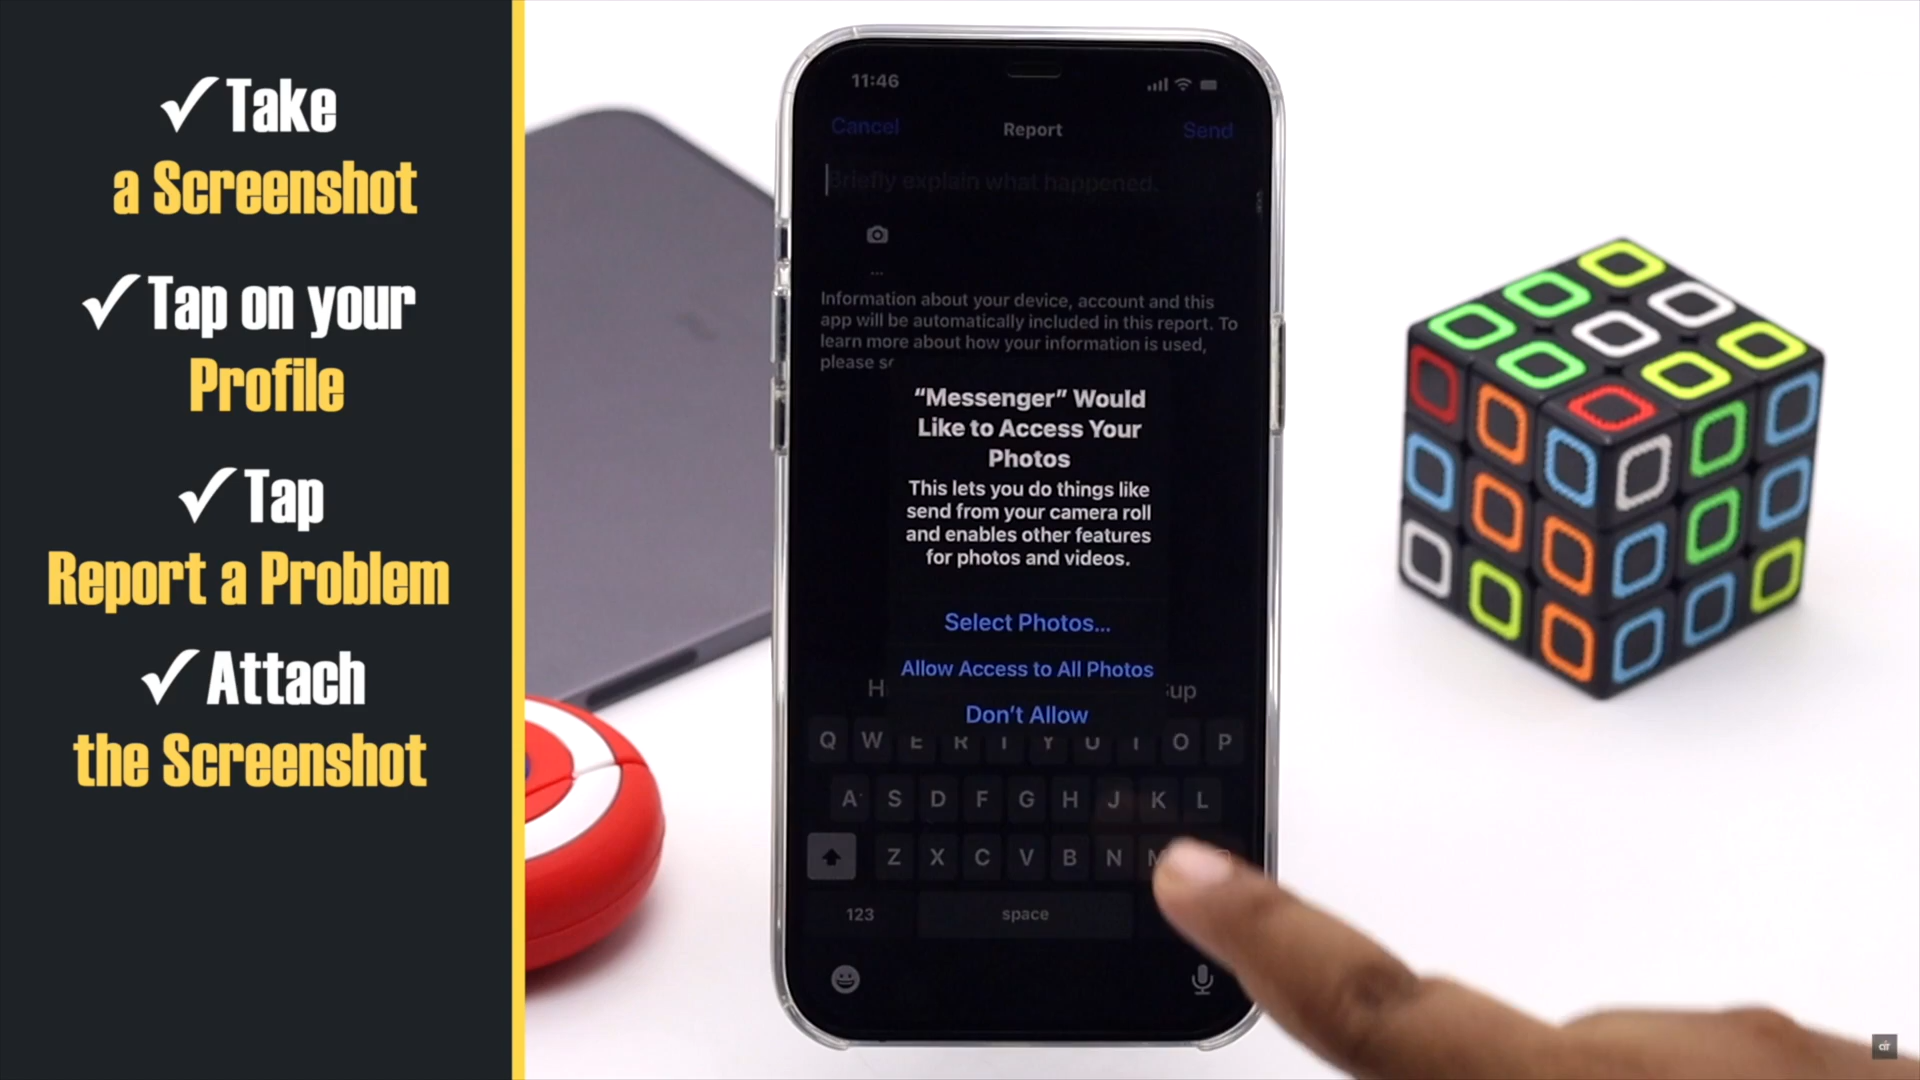 ✓ Take
a Screenshot
✓ Tap on your
Profile
✓ Tap
Report a Problem
✓ Attach
the Screenshot
11:46
Cancel Report Send
Briefly explain what happened.
...
Information about your device, account and this
app will be automatically included in this report. To
learn more about how your information is used,
please
“Messenger” Would
Like to Access Your
Photos
This lets you do things like
send from your camera roll
and enables other features
for photos and videos.
Select Photos...
Allow Access to All Photos
Don't Allow
Q W E R T Y U I O P
A S D F G H J K L
Z X C V B N M
123 space